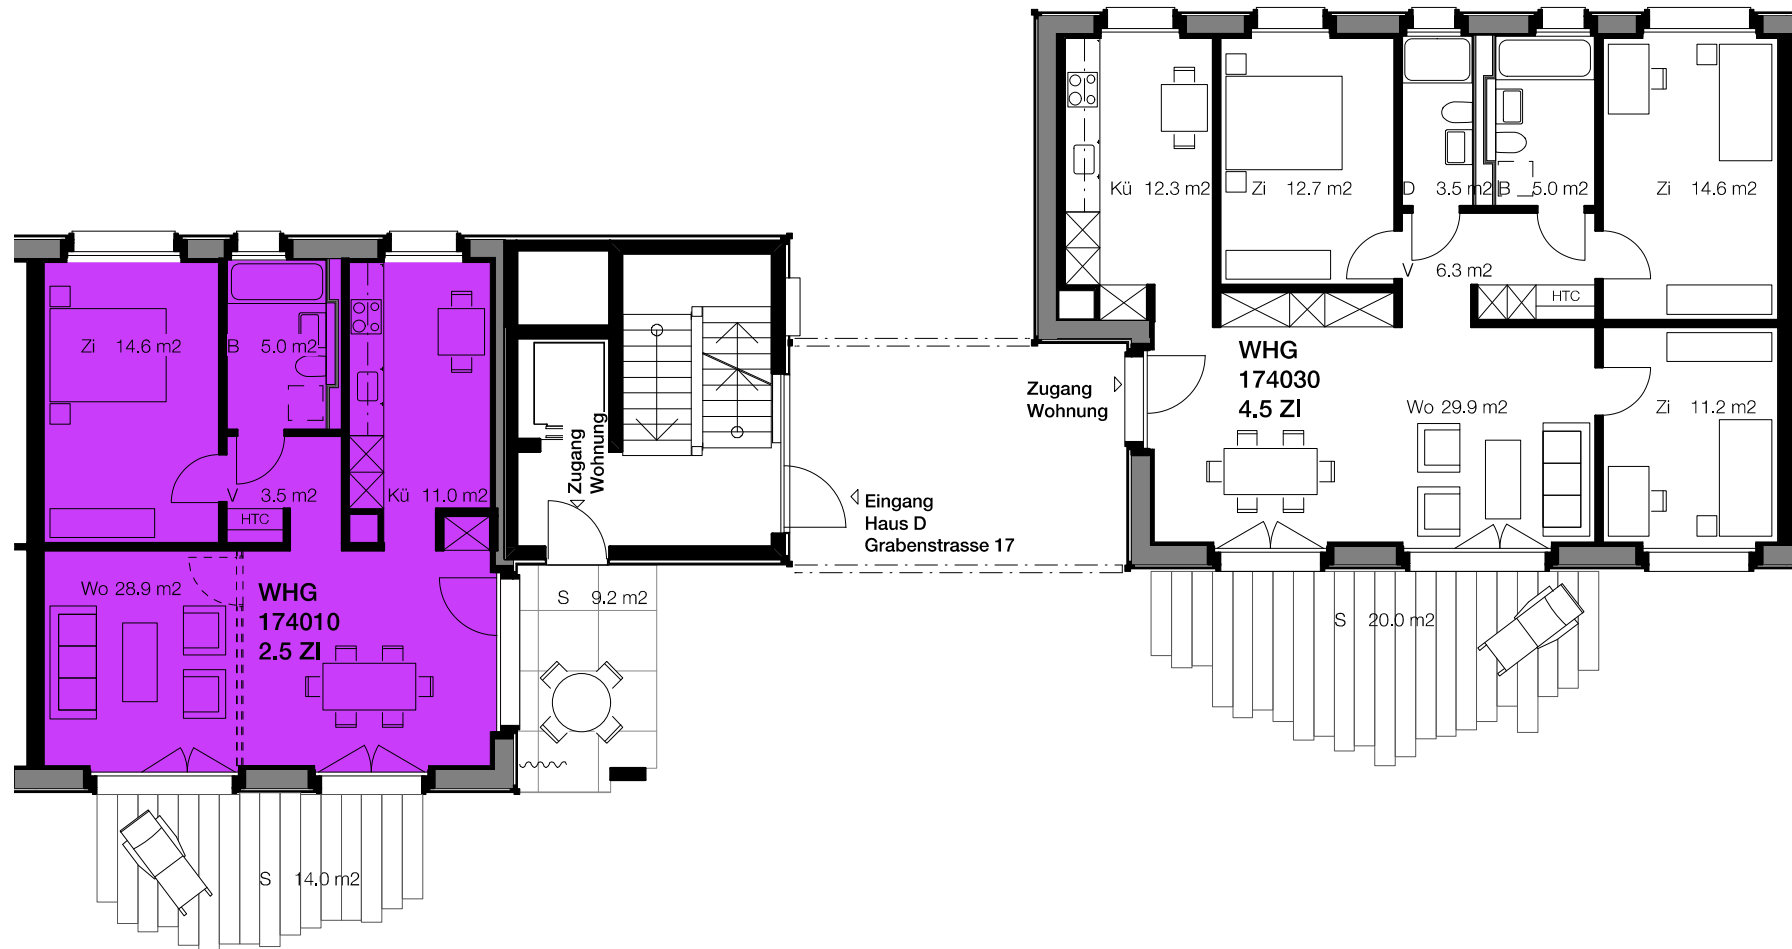 Kü 12.3 m2
Zi 12.7 m2
D 3.5 m2
B 5.0 m2
Zi 14.6 m2
V 6.3 m2
HTC
WHG
174030
4.5 ZI
Zugang
Wohnung
Wo 29.9 m2
Zi 11.2 m2
S 20.0 m2
Zi 14.6 m2
B 5.0 m2
V 3.5 m2
Kü 11.0 m2
HTC
Zugang
Wohnung
Eingang
Haus D
Grabenstrasse 17
Wo 28.9 m2
WHG
174010
2.5 ZI
S 9.2 m2
S 14.0 m2